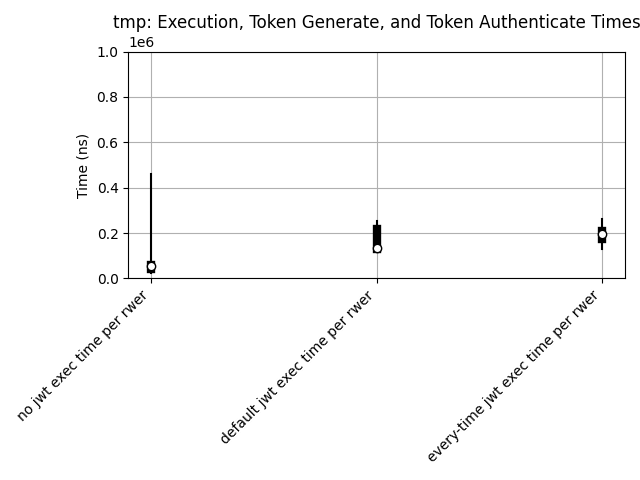 tmp: Execution, Token Generate, and Token Authenticate Times
1e6
1.0
0.8
0.6
0.4
0.2
0.0
Time (ns)
no jwt exec time per rwer
default jwt exec time per rwer
every-time jwt exec time per rwer